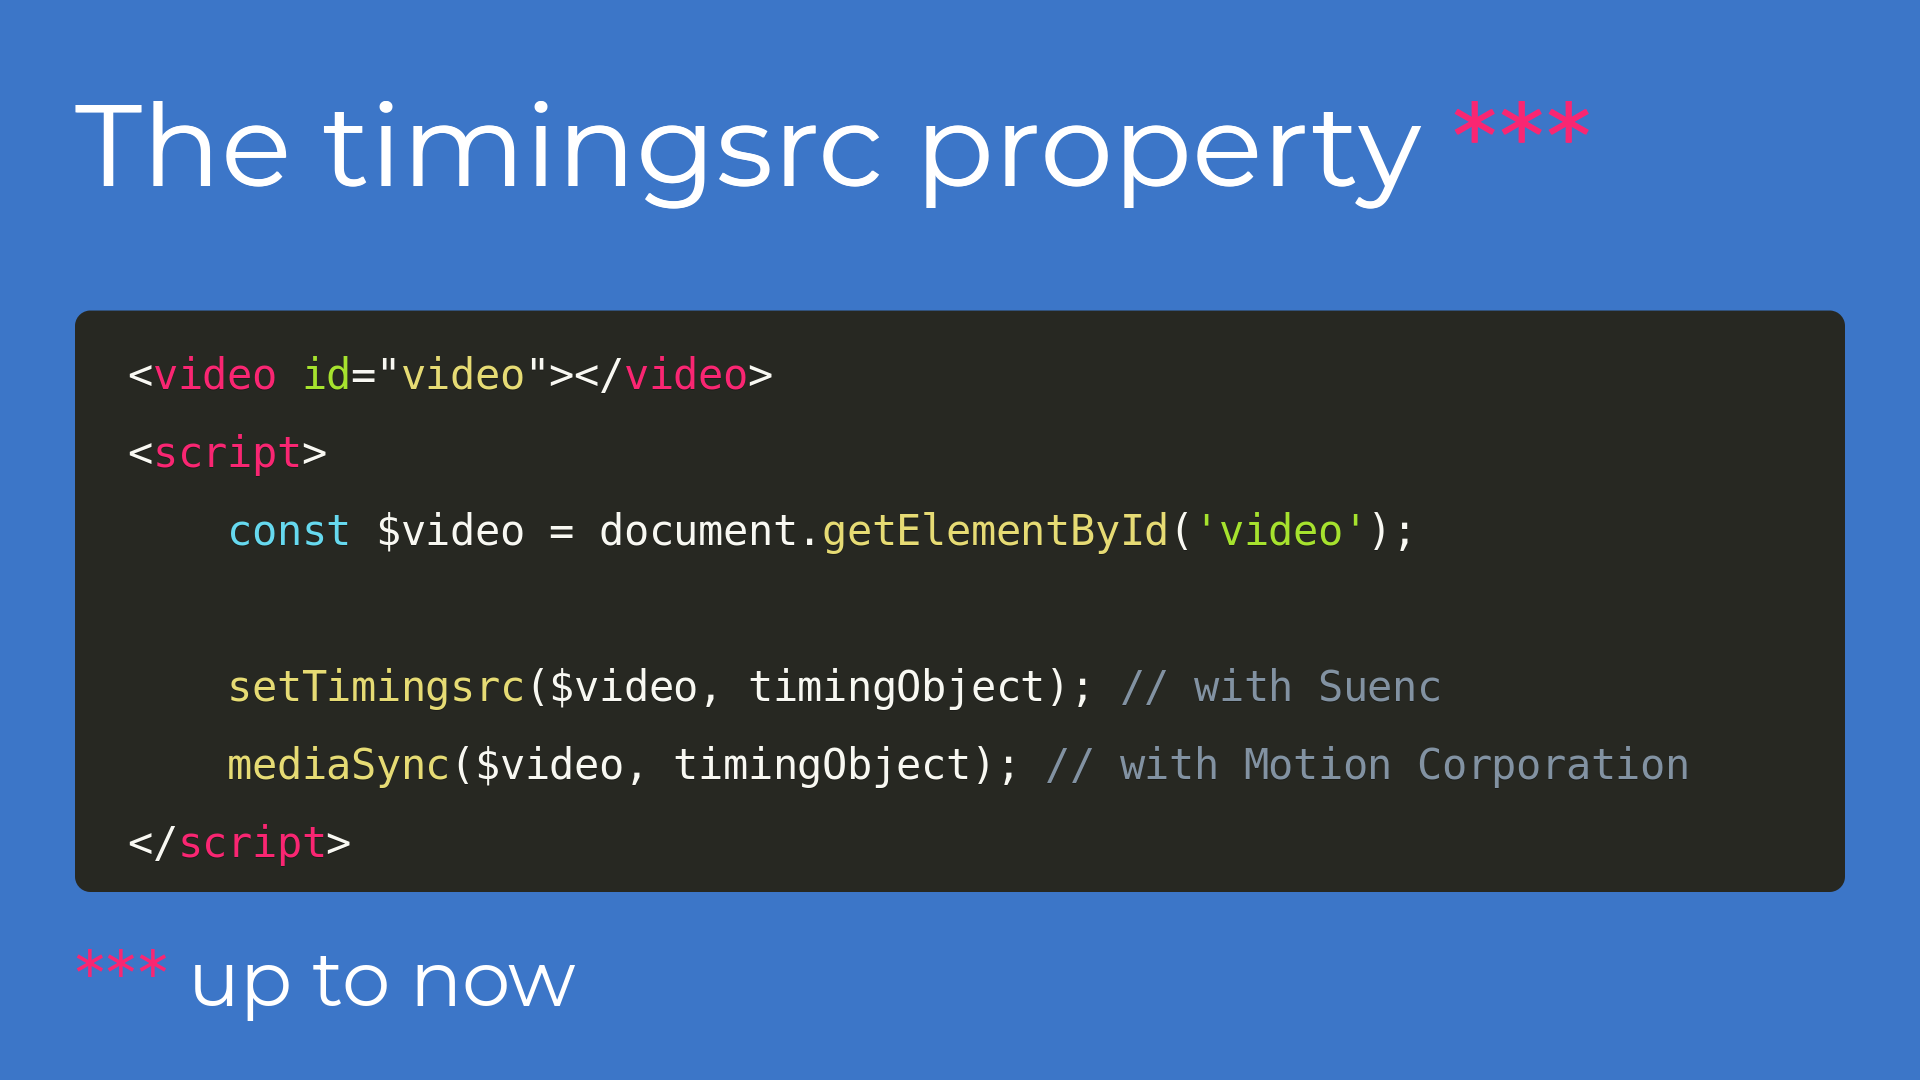 The timingsrc property ***
<video id="video"></video>
<script>
    const $video = document.getElementById('video');

    setTimingsrc($video, timingObject); // with Suenc
    mediaSync($video, timingObject); // with Motion Corporation
</script>
*** up to now